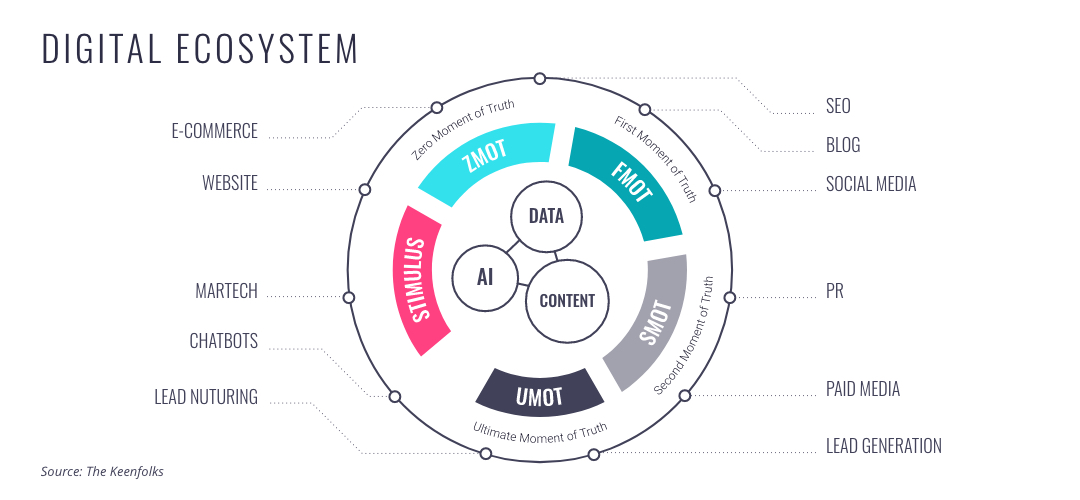 DIGITAL ECOSYSTEM
E-COMMERCE
WEBSITE
MARTECH
CHATBOTS
LEAD NUTURING
Zero Moment of Truth
ZMOT
First Moment of Truth
FMOT
STIMULUS
DATA
AI
CONTENT
SMOT
Second Moment of Truth
UMOT
Ultimate Moment of Truth
SEO
BLOG
SOCIAL MEDIA
PR
PAID MEDIA
LEAD GENERATION
Source: The Keenfolks